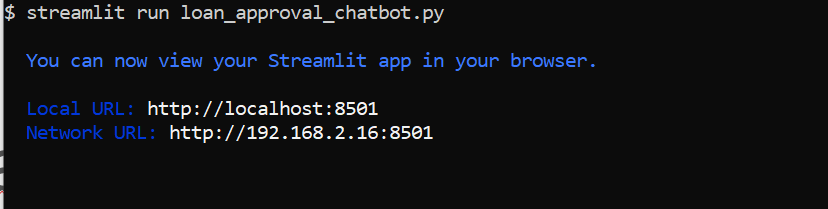 $ streamlit run loan_approval_chatbot.py
You can now view your Streamlit app in your browser.
Local URL: http://localhost:8501
Network URL: http://192.168.2.16:8501